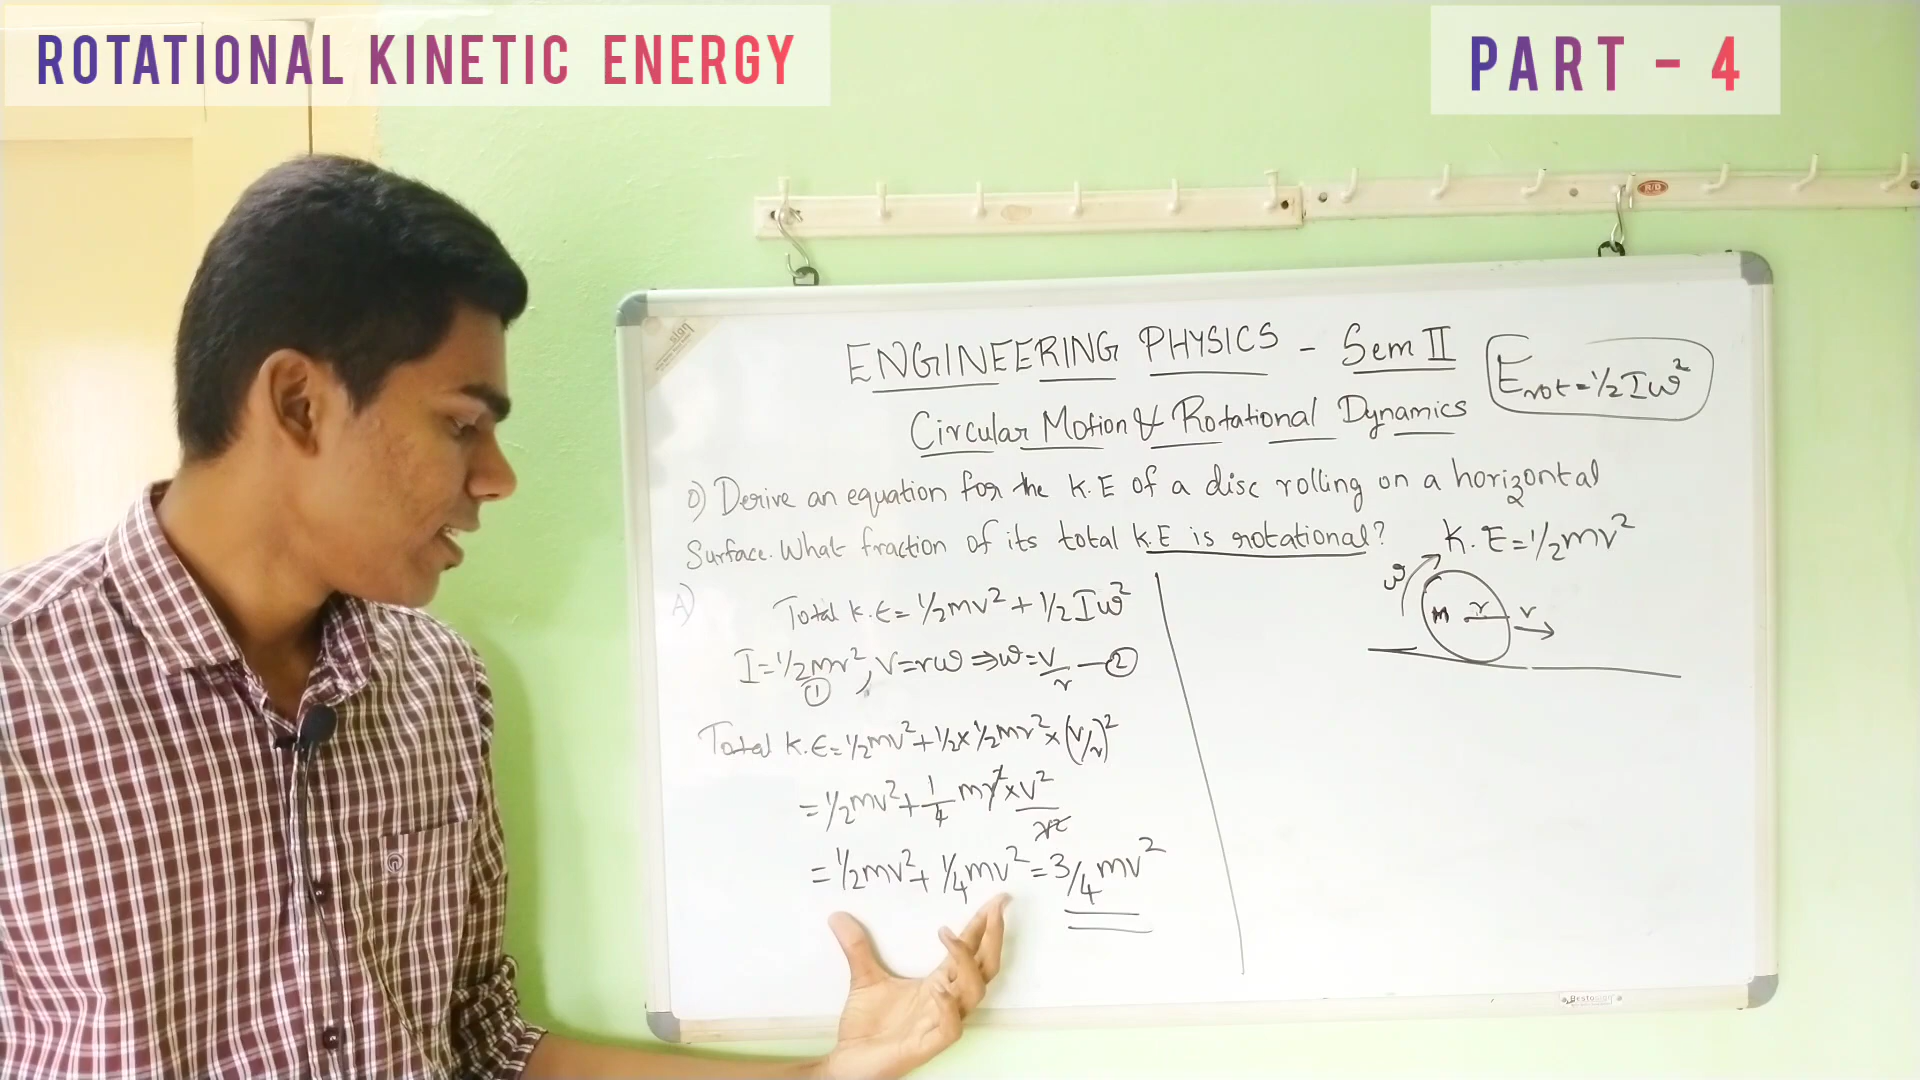 ROTATIONAL KINETIC ENERGY
PART - 4
R/D
sign
ENGINEERING PHYSICS - Sem II
E rot = 1/2 Iω²
Circular Motion & Rotational Dynamics
Q) Derive an equation for the K.E of a disc rolling on a horizontal
Surface. What fraction of its total K.E is rotational?
K.E = 1/2 mv²
A)
Total K.E = 1/2 mv² + 1/2 Iω²
ω
m r v
I = 1/2 mr², V = rω ⇒ ω = V/r — ②
①
Total K.E = 1/2 mv² + 1/2 x 1/2 mr² x (v/r)²
= 1/2 mv² + 1/4 mr² x v²/r²
= 1/2 mv² + 1/4 mv² = 3/4 mv²